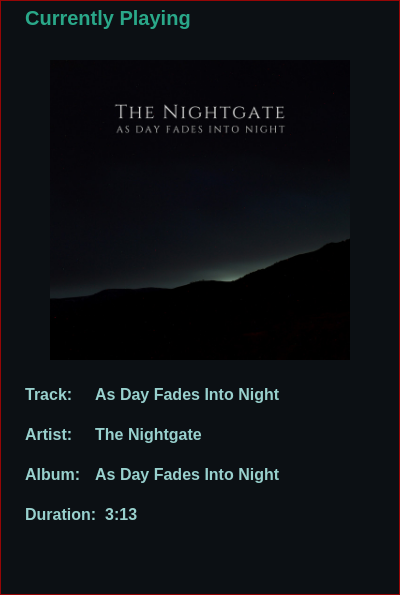 Currently Playing
The Nightgate
AS DAY FADES INTO NIGHT
Track: As Day Fades Into Night
Artist: The Nightgate
Album: As Day Fades Into Night
Duration: 3:13